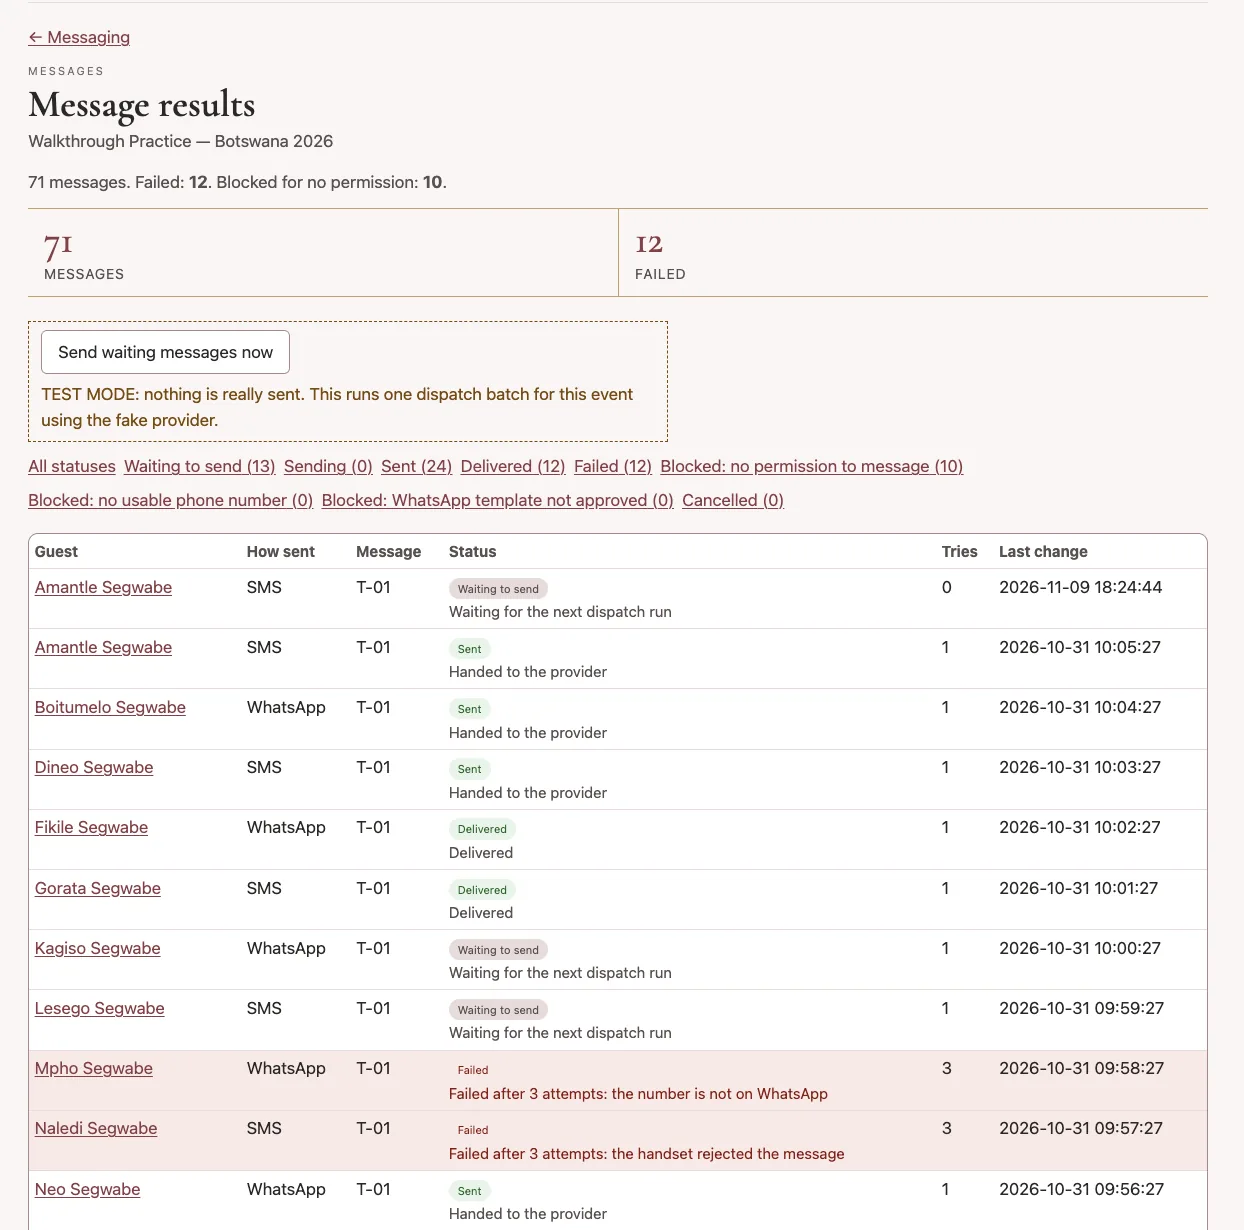 ← Messaging
MESSAGES
Message results
Walkthrough Practice — Botswana 2026
71 messages. Failed: 12. Blocked for no permission: 10.
71
MESSAGES
12
FAILED
Send waiting messages now
TEST MODE: nothing is really sent. This runs one dispatch batch for this event
using the fake provider.
All statuses Waiting to send (13) Sending (0) Sent (24) Delivered (12) Failed (12) Blocked: no permission to message (10)
Blocked: no usable phone number (0) Blocked: WhatsApp template not approved (0) Cancelled (0)
Guest How sent Message Status Tries Last change
Amantle Segwabe SMS T-01 Waiting to send 0 2026-11-09 18:24:44
Waiting for the next dispatch run
Amantle Segwabe SMS T-01 Sent 1 2026-10-31 10:05:27
Handed to the provider
Boitumelo Segwabe WhatsApp T-01 Sent 1 2026-10-31 10:04:27
Handed to the provider
Dineo Segwabe SMS T-01 Sent 1 2026-10-31 10:03:27
Handed to the provider
Fikile Segwabe WhatsApp T-01 Delivered 1 2026-10-31 10:02:27
Delivered
Gorata Segwabe SMS T-01 Delivered 1 2026-10-31 10:01:27
Delivered
Kagiso Segwabe WhatsApp T-01 Waiting to send 1 2026-10-31 10:00:27
Waiting for the next dispatch run
Lesego Segwabe SMS T-01 Waiting to send 1 2026-10-31 09:59:27
Waiting for the next dispatch run
Mpho Segwabe WhatsApp T-01 Failed 3 2026-10-31 09:58:27
Failed after 3 attempts: the number is not on WhatsApp
Naledi Segwabe SMS T-01 Failed 3 2026-10-31 09:57:27
Failed after 3 attempts: the handset rejected the message
Neo Segwabe WhatsApp T-01 Sent 1 2026-10-31 09:56:27
Handed to the provider